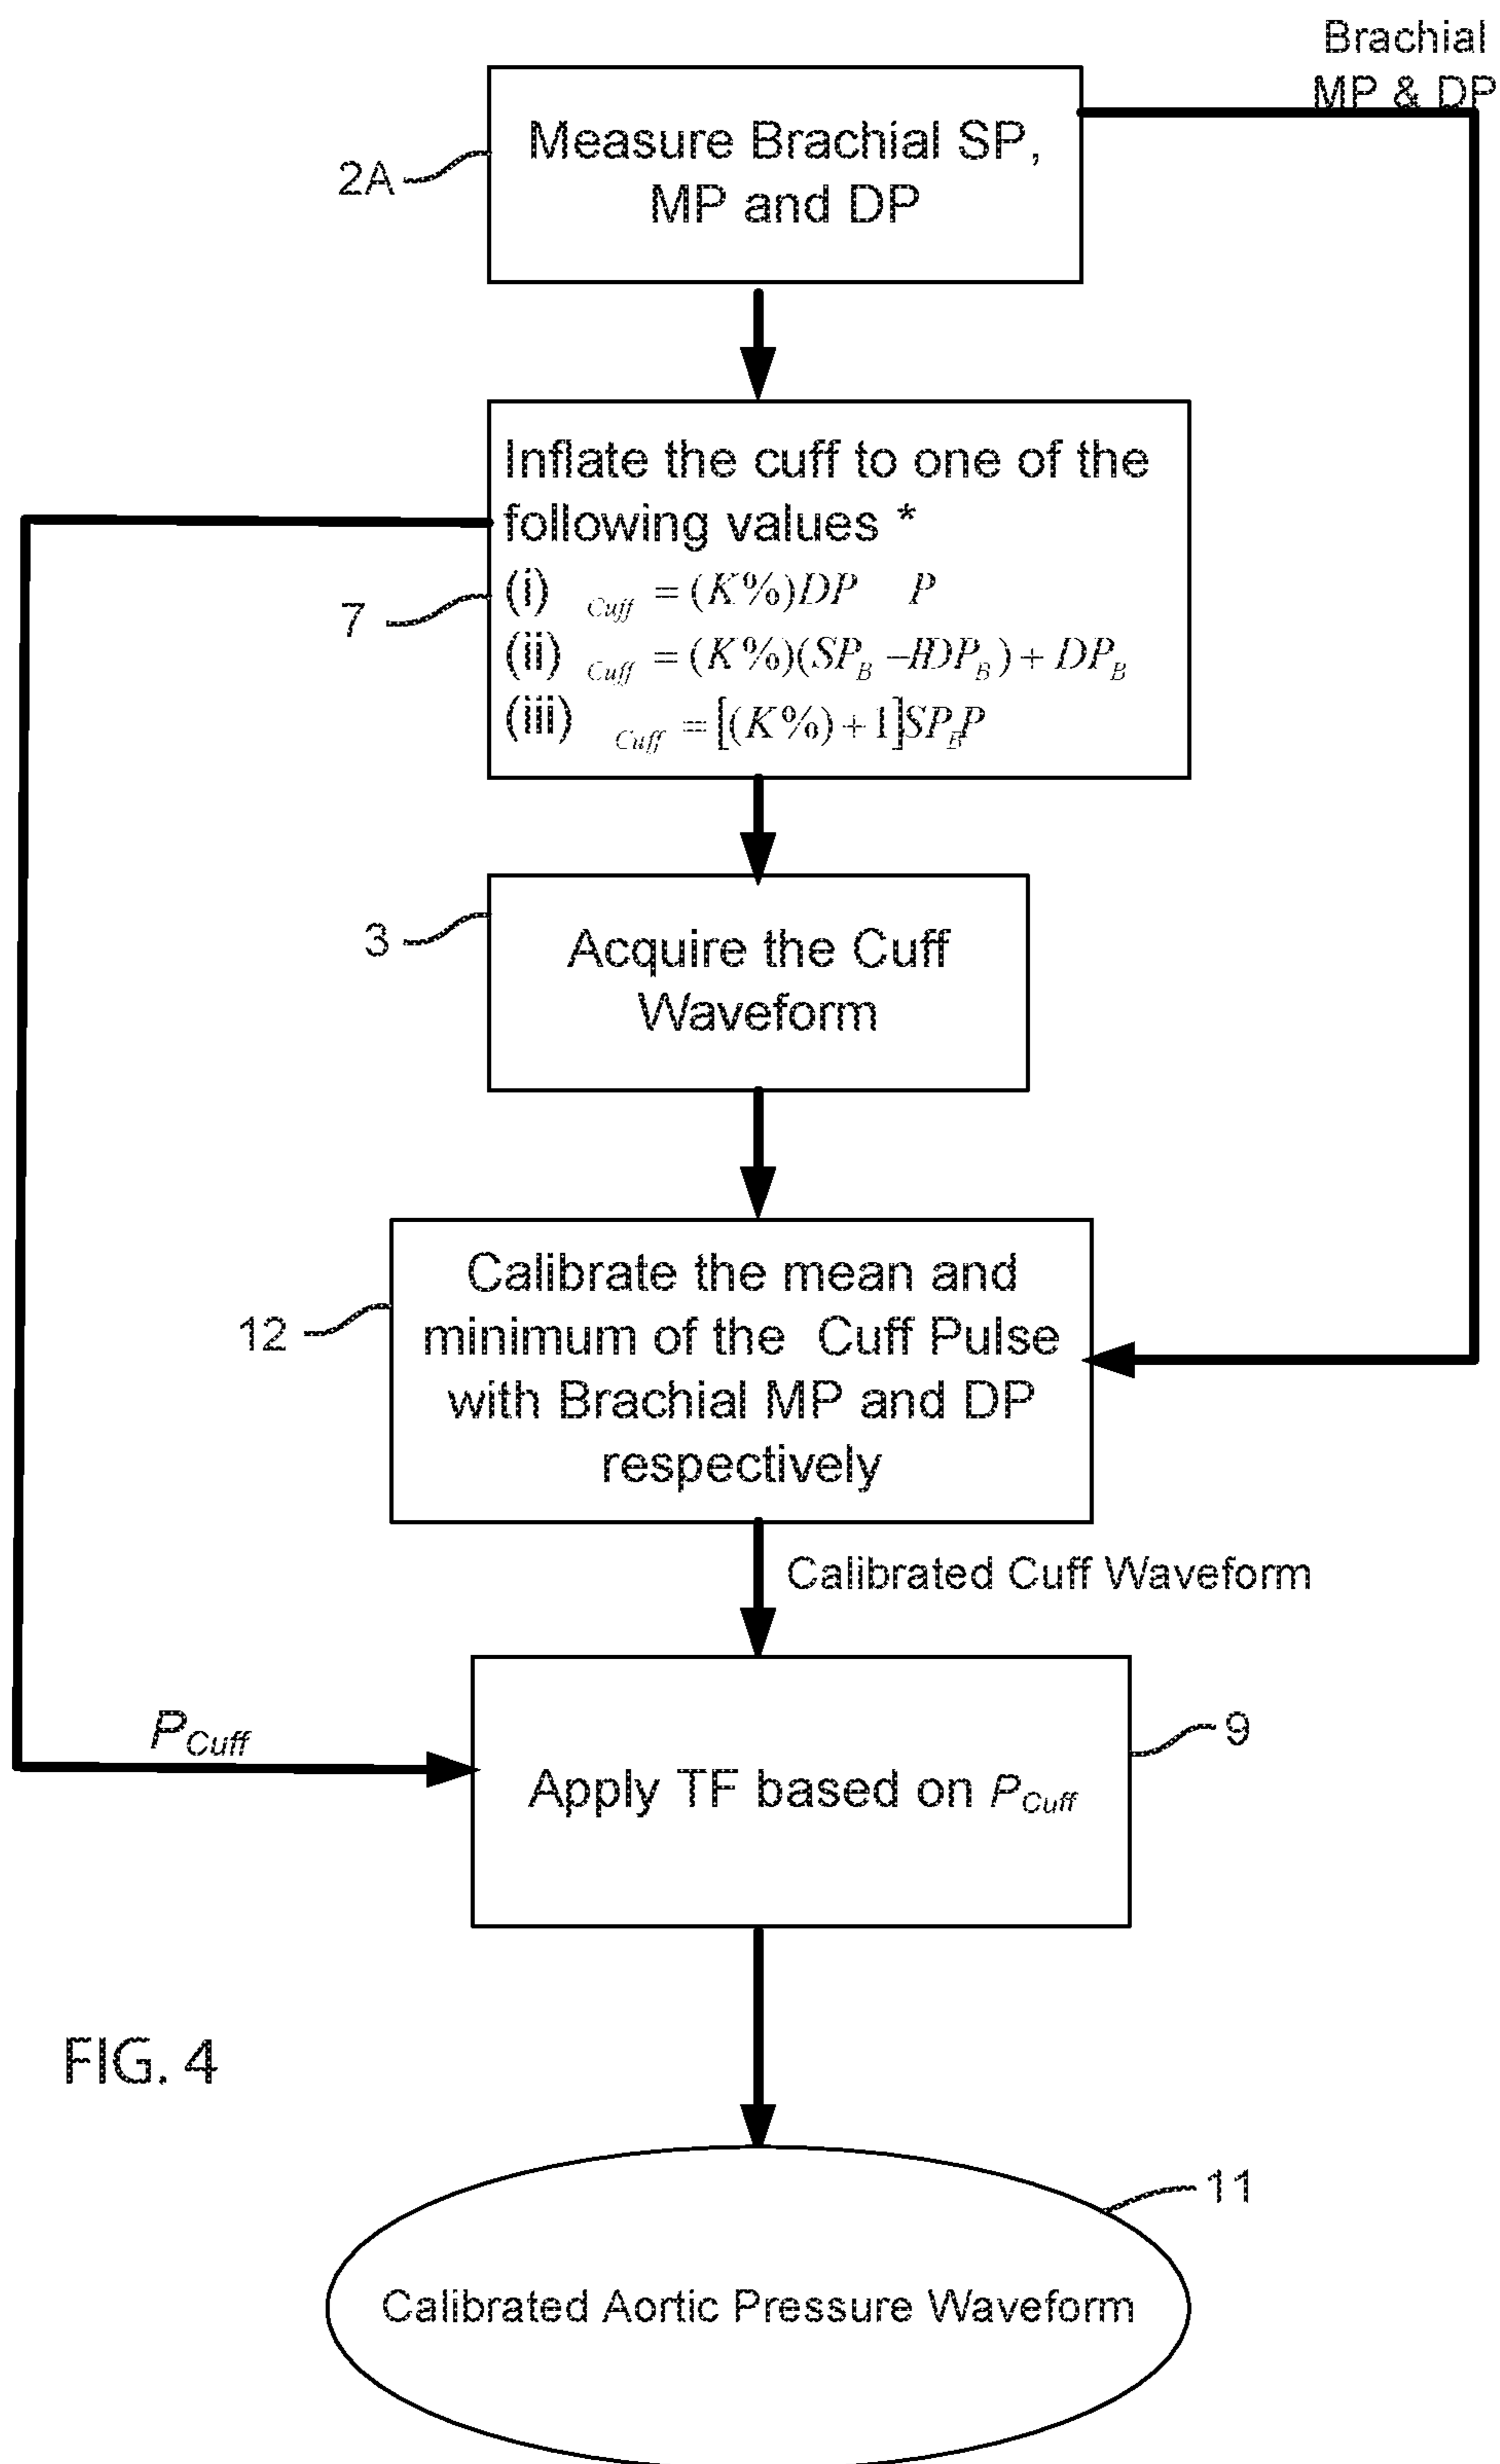 Brachial
MP & DP
Measure Brachial SP,
MP and DP
2A
Inflate the cuff to one of the
following values *
(i) Cuff = (K%)DP P
(ii) Cuff = (K%)(SP_B − PDP_B) + DP_B
(iii) Cuff = [(K%) + 1]SP_B P
7
Acquire the Cuff
Waveform
3
Calibrate the mean and
minimum of the Cuff Pulse
with Brachial MP and DP
respectively
12
Calibrated Cuff Waveform
P_Cuff
Apply TF based on P_Cuff
9
FIG. 4
11
Calibrated Aortic Pressure Waveform